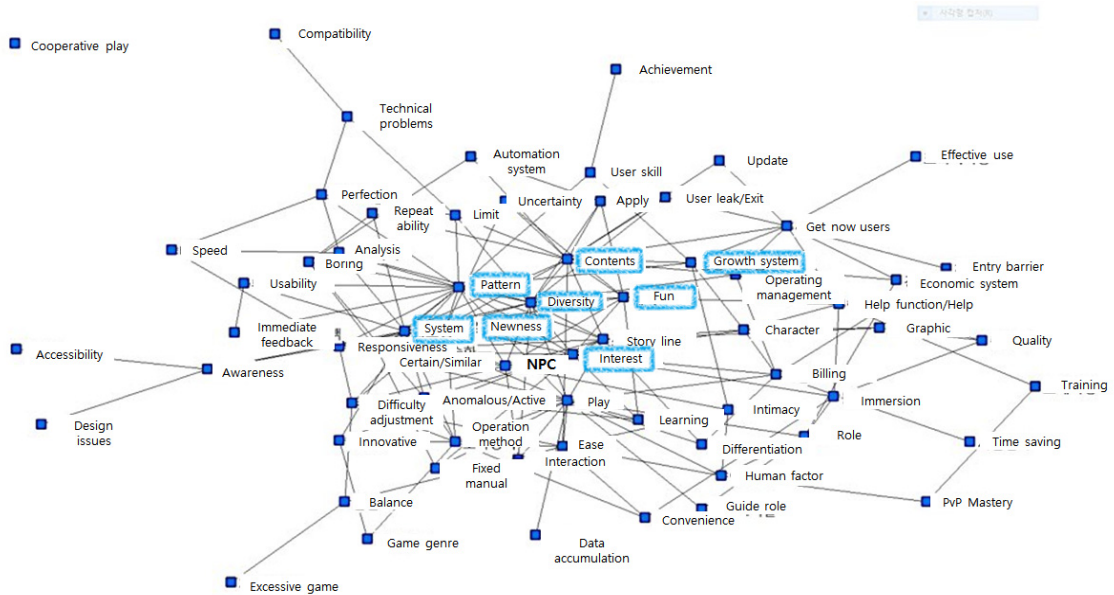 사각형 캡처(R)
Cooperative play
Compatibility
Achievement
Technical
problems
Automation
system
User skill
Update
Effective use
Perfection
Repeat
ability
Limit
Uncertainty
Apply
User leak/Exit
Get now users
Speed
Analysis
Boring
Contents
Growth system
Entry barrier
Usability
Pattern
Diversity
Fun
Operating
management
Economic system
Help function/Help
Immediate
feedback
System
Newness
Story line
Character
Graphic
Quality
Accessibility
Awareness
Responsiveness
Certain/Similar
NPC
Interest
Billing
Training
Design
issues
Difficulty
adjustment
Anomalous/Active
Play
Learning
Intimacy
Immersion
Innovative
Operation
method
Ease
Interaction
Differentiation
Role
Time saving
Fixed
manual
Human factor
Balance
Convenience
Guide role
PvP Mastery
Game genre
Data
accumulation
Excessive game